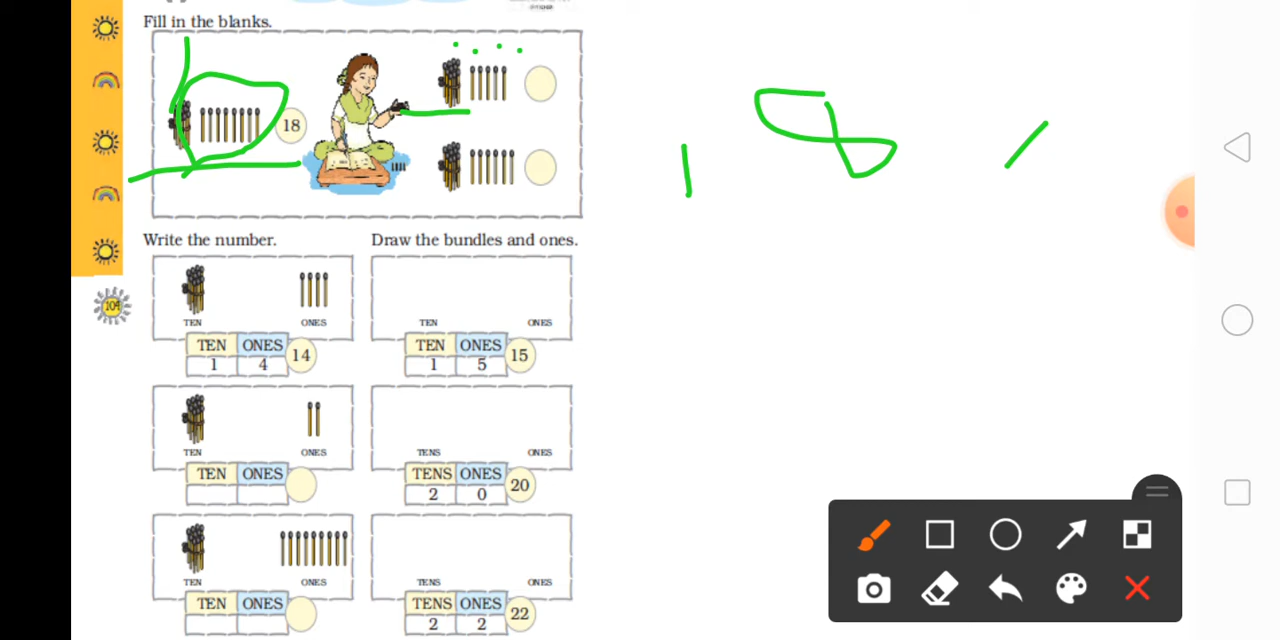 Fill in the blanks.
18
1 8
Write the number. Draw the bundles and ones.
104
TEN ONES TEN ONES
TEN ONES TEN ONES
1 4 14 1 5 15
TEN ONES TENS ONES
TEN ONES TENS ONES
2 0 20
TEN ONES TENS ONES
TEN ONES TENS ONES
2 2 22